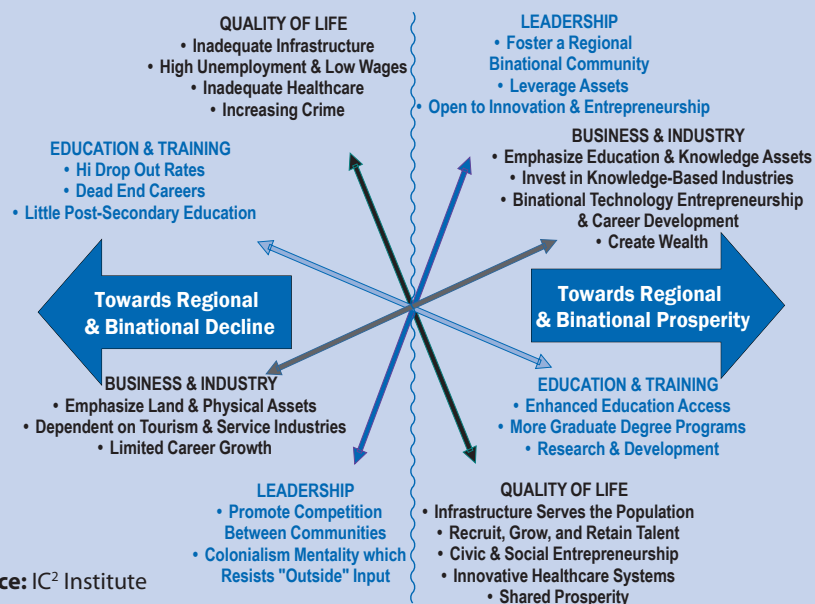 QUALITY OF LIFE
• Inadequate Infrastructure
• High Unemployment & Low Wages
• Inadequate Healthcare
• Increasing Crime
LEADERSHIP
• Foster a Regional
Binational Community
• Leverage Assets
• Open to Innovation & Entrepreneurship
EDUCATION & TRAINING
• Hi Drop Out Rates
• Dead End Careers
• Little Post-Secondary Education
BUSINESS & INDUSTRY
• Emphasize Education & Knowledge Assets
• Invest in Knowledge-Based Industries
• Binational Technology Entrepreneurship
& Career Development
• Create Wealth
Towards Regional
& Binational Decline
Towards Regional
& Binational Prosperity
BUSINESS & INDUSTRY
• Emphasize Land & Physical Assets
• Dependent on Tourism & Service Industries
• Limited Career Growth
EDUCATION & TRAINING
• Enhanced Education Access
• More Graduate Degree Programs
• Research & Development
LEADERSHIP
• Promote Competition
Between Communities
• Colonialism Mentality which
Resists "Outside" Input
QUALITY OF LIFE
• Infrastructure Serves the Population
• Recruit, Grow, and Retain Talent
• Civic & Social Entrepreneurship
• Innovative Healthcare Systems
• Shared Prosperity
ce: IC² Institute